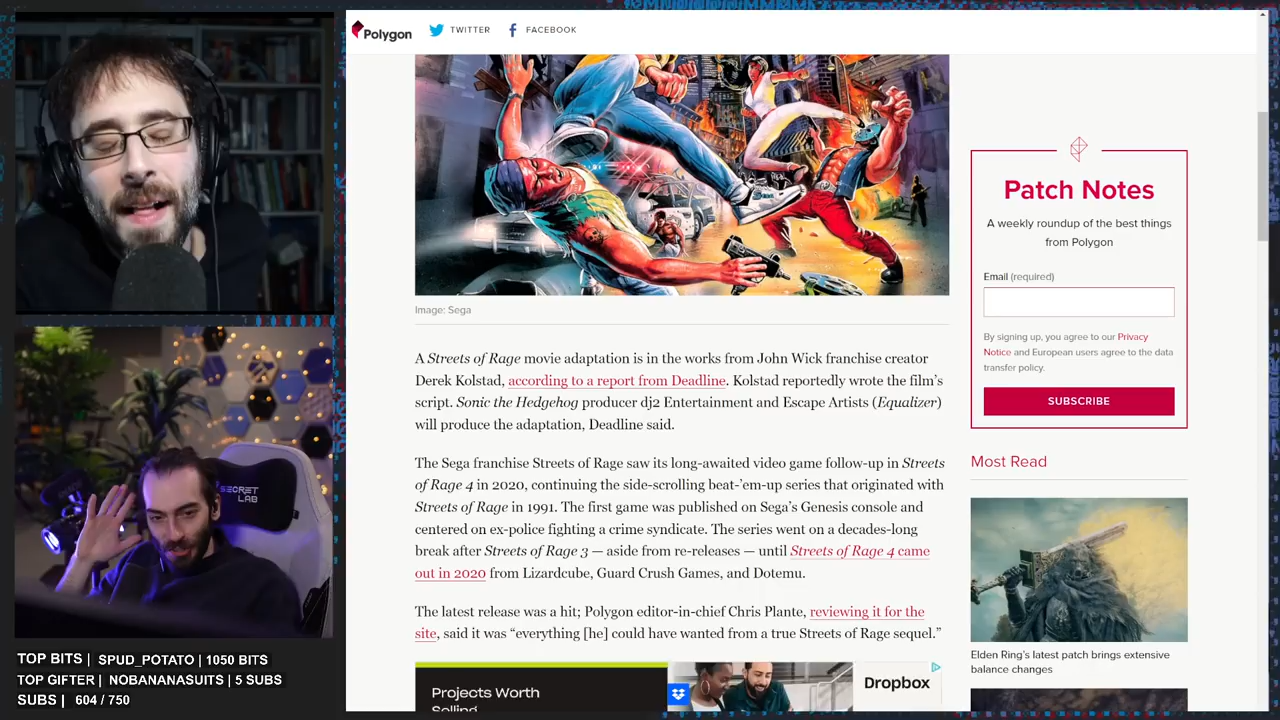 Polygon
TWITTER
FACEBOOK
Image: Sega
A Streets of Rage movie adaptation is in the works from John Wick franchise creator
Derek Kolstad, according to a report from Deadline. Kolstad reportedly wrote the film's
script. Sonic the Hedgehog producer dj2 Entertainment and Escape Artists (Equalizer)
will produce the adaptation, Deadline said.
The Sega franchise Streets of Rage saw its long-awaited video game follow-up in Streets
of Rage 4 in 2020, continuing the side-scrolling beat-'em-up series that originated with
Streets of Rage in 1991. The first game was published on Sega's Genesis console and
centered on ex-police fighting a crime syndicate. The series went on a decades-long
break after Streets of Rage 3 — aside from re-releases — until Streets of Rage 4 came
out in 2020 from Lizardcube, Guard Crush Games, and Dotemu.
The latest release was a hit; Polygon editor-in-chief Chris Plante, reviewing it for the
site, said it was “everything [he] could have wanted from a true Streets of Rage sequel.”
Projects Worth
Selling
Dropbox
Patch Notes
A weekly roundup of the best things
from Polygon
Email (required)
By signing up, you agree to our Privacy
Notice and European users agree to the data
transfer policy.
SUBSCRIBE
Most Read
Elden Ring's latest patch brings extensive
balance changes
SECRET
LAB
TOP BITS | SPUD_POTATO | 1050 BITS
TOP GIFTER | NOBANANASUITS | 5 SUBS
SUBS | 604 / 750